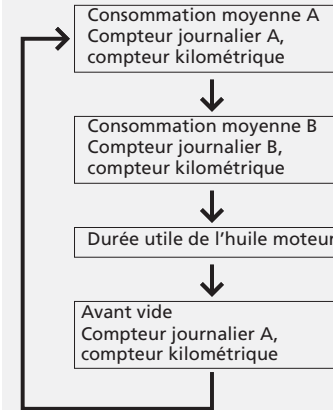 Consommation moyenne A
Compteur journalier A,
compteur kilométrique
Consommation moyenne B
Compteur journalier B,
compteur kilométrique
Durée utile de l'huile moteur
Avant vide
Compteur journalier A,
compteur kilométrique